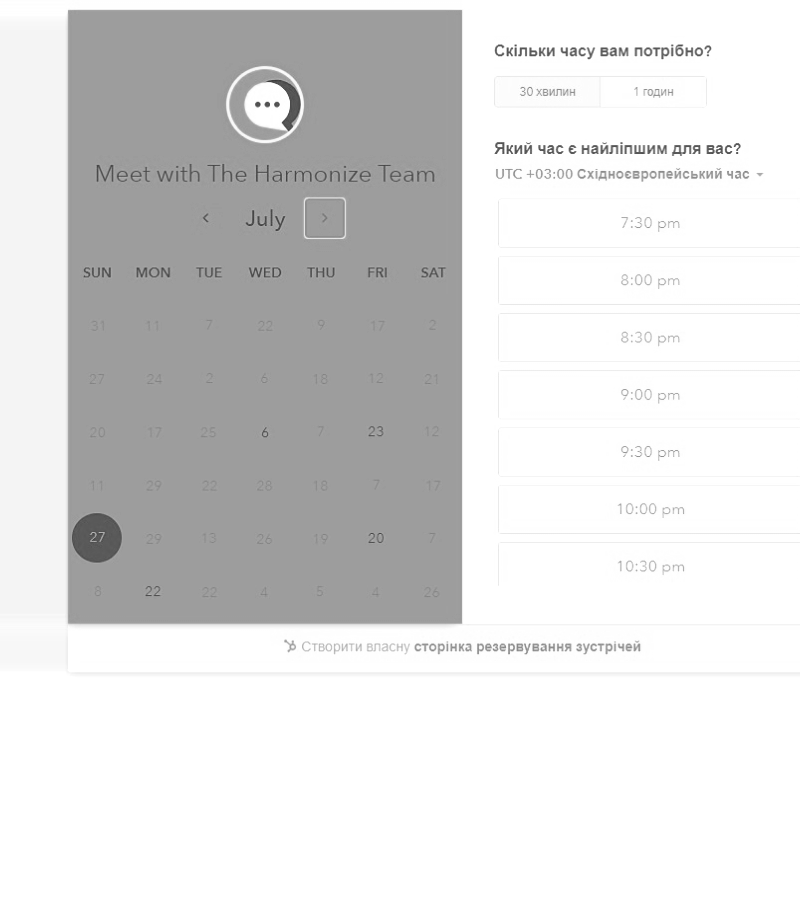 Meet with The Harmonize Team
July
SUN MON TUE WED THU FRI SAT
31 11 7 22 9 17 2
27 24 2 6 18 12 21
20 17 25 6 7 23 12
11 29 22 28 18 7 17
27 29 13 26 19 20 7
8 22 22 4 5 4 26
Скільки часу вам потрібно?
30 хвилин 1 годин
Який час є найліпшим для вас?
UTC +03:00 Східноєвропейський час
7:30 pm
8:00 pm
8:30 pm
9:00 pm
9:30 pm
10:00 pm
10:30 pm
Створити власну сторінка резервування зустрічей